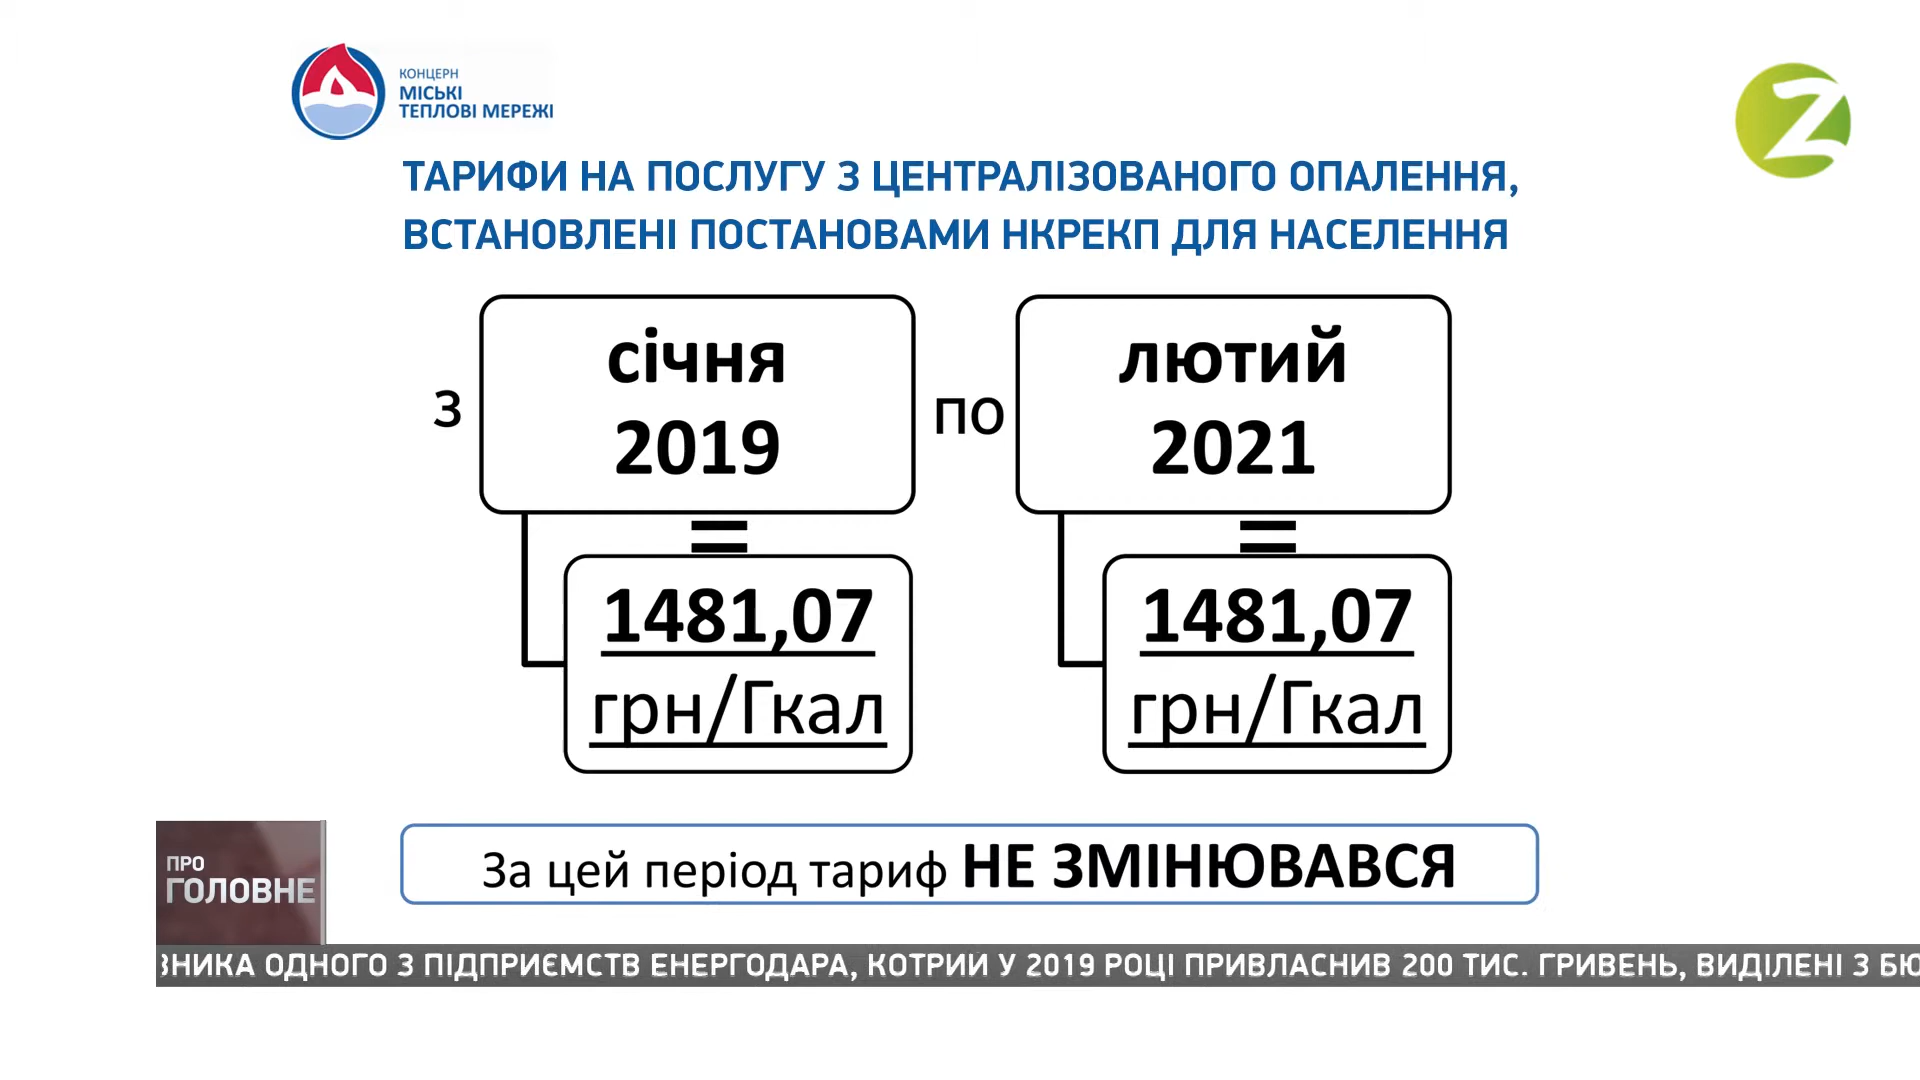 КОНЦЕРН
МІСЬКІ
ТЕПЛОВІ МЕРЕЖІ
Z
ТАРИФИ НА ПОСЛУГУ З ЦЕНТРАЛІЗОВАНОГО ОПАЛЕННЯ,
ВСТАНОВЛЕНІ ПОСТАНОВАМИ НКРЕКП ДЛЯ НАСЕЛЕННЯ
з
січня
2019
по
лютий
2021
=
=
1481,07
грн/Гкал
1481,07
грн/Гкал
За цей період тариф НЕ ЗМІНЮВАВСЯ
ПРО
ГОЛОВНЕ
ЗНИКА ОДНОГО З ПІДПРИЄМСТВ ЕНЕРГОДАРА, КОТРИЙ У 2019 РОЦІ ПРИВЛАСНИВ 200 ТИС. ГРИВЕНЬ, ВИДІЛЕНІ З БЮ